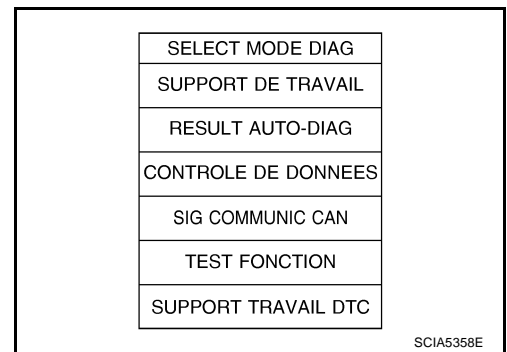 SELECT MODE DIAG
SUPPORT DE TRAVAIL
RESULT AUTO-DIAG
CONTROLE DE DONNEES
SIG COMMUNIC CAN
TEST FONCTION
SUPPORT TRAVAIL DTC
SCIA5358E